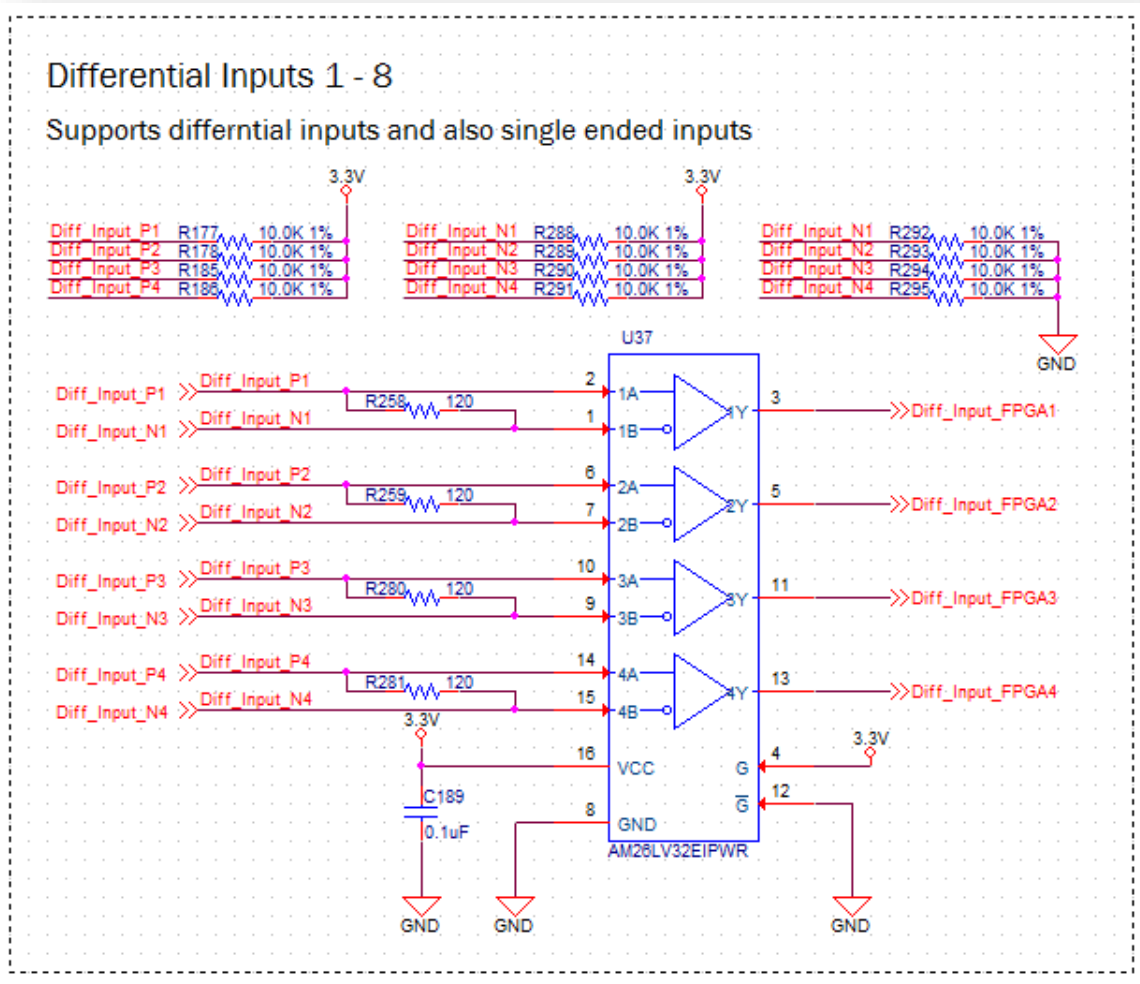 Differential Inputs 1 - 8
Supports differntial inputs and also single ended inputs
3.3V 3.3V
Diff_Input_P1 R177 10.0K 1% Diff_Input_N1 R288 10.0K 1% Diff_Input_N1 R292 10.0K 1%
Diff_Input_P2 R178 10.0K 1% Diff_Input_N2 R289 10.0K 1% Diff_Input_N2 R293 10.0K 1%
Diff_Input_P3 R185 10.0K 1% Diff_Input_N3 R290 10.0K 1% Diff_Input_N3 R294 10.0K 1%
Diff_Input_P4 R186 10.0K 1% Diff_Input_N4 R291 10.0K 1% Diff_Input_N4 R295 10.0K 1%
U37
GND
Diff_Input_P1 Diff_Input_P1 2 1A
R258 120 1Y 3 Diff_Input_FPGA1
Diff_Input_N1 Diff_Input_N1 1 1B
Diff_Input_P2 Diff_Input_P2 6 2A
R259 120 2Y 5 Diff_Input_FPGA2
Diff_Input_N2 Diff_Input_N2 7 2B
Diff_Input_P3 Diff_Input_P3 10 3A
R280 120 3Y 11 Diff_Input_FPGA3
Diff_Input_N3 Diff_Input_N3 9 3B
Diff_Input_P4 Diff_Input_P4 14 4A
R281 120 4Y 13 Diff_Input_FPGA4
Diff_Input_N4 Diff_Input_N4 15 4B
3.3V 3.3V
16 VCC G 4
C189 G 12
0.1uF 8 GND
AM26LV32EIPWR
GND GND GND